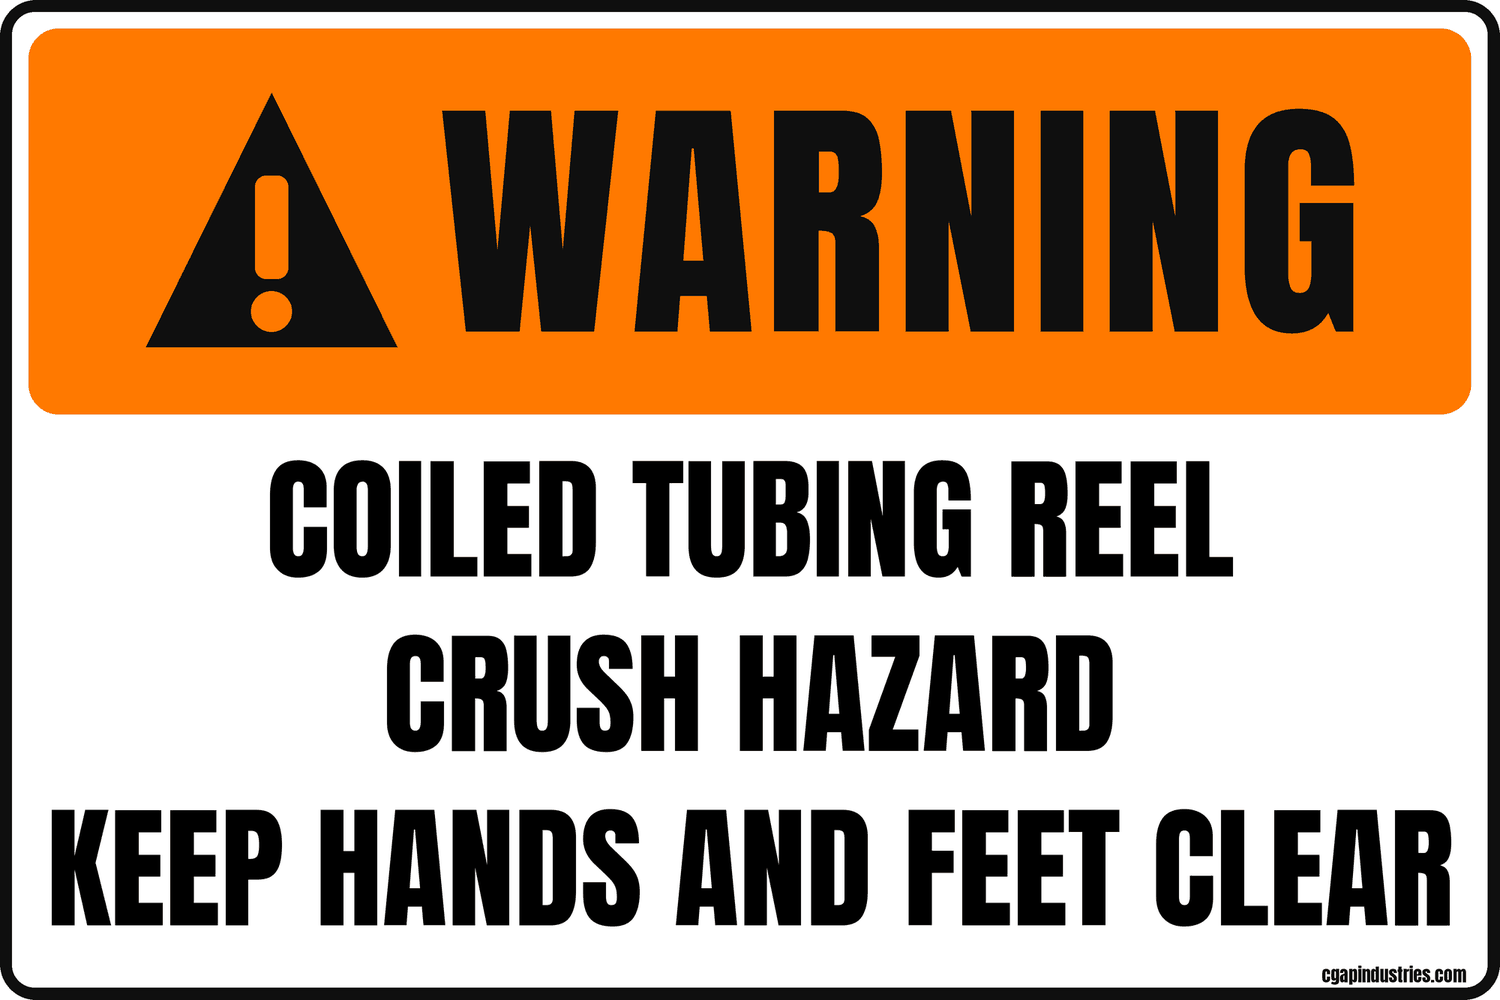 WARNING
COILED TUBING REEL
CRUSH HAZARD
KEEP HANDS AND FEET CLEAR
cgapindustries.com